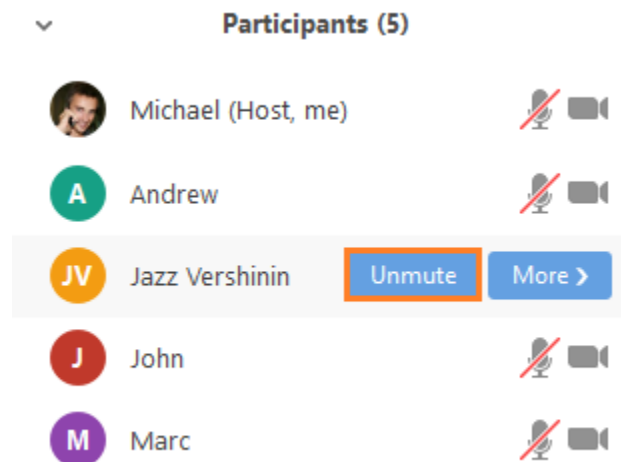 Participants (5)
Michael (Host, me)
A Andrew
JV Jazz Vershinin Unmute More ❯
J John
M Marc